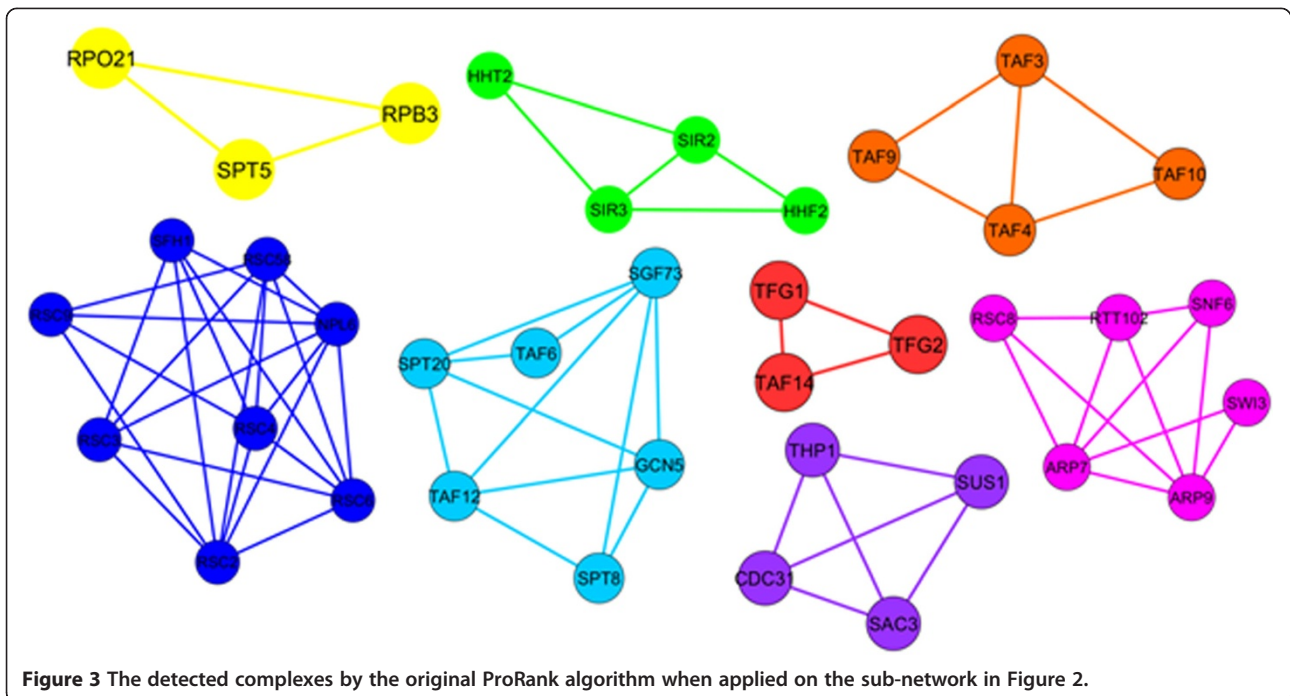 RPO21
RPB3
SPT5
HHT2
SIR2
SIR3
HHF2
TAF3
TAF9
TAF10
TAF4
SFH1
RSC9
NPL6
RSC3
RSC4
RSC2
SGF73
SPT20
TAF6
GCN5
TAF12
SPT8
TFG1
TFG2
TAF14
RSC8
RTT102
SNF6
SWI3
ARP7
ARP9
THP1
SUS1
CDC31
SAC3
Figure 3 The detected complexes by the original ProRank algorithm when applied on the sub-network in Figure 2.